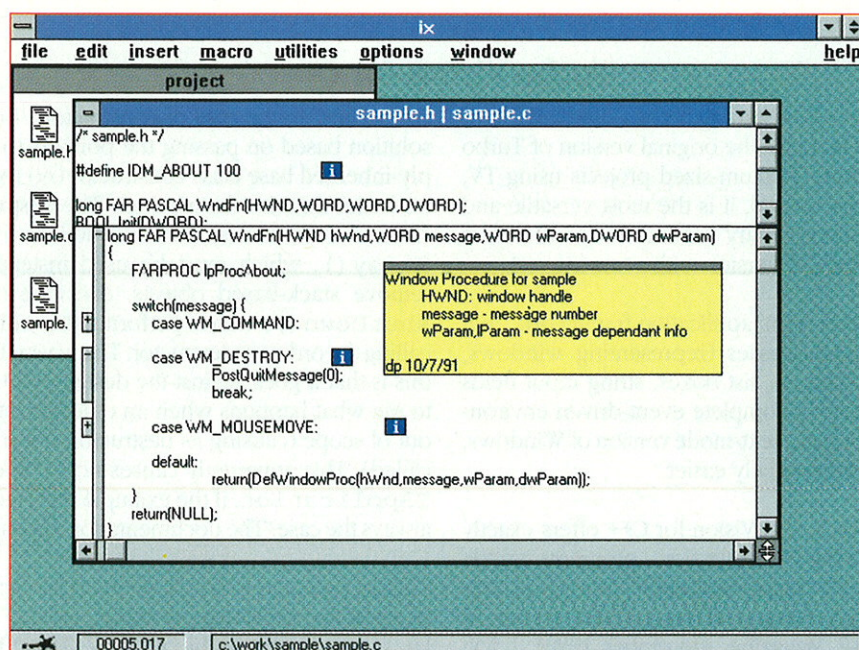 ix
file edit insert macro utilities options window help
project
sample.h | sample.c
sample.h
/* sample.h */
#define IDM_ABOUT 100
long FAR PASCAL WndFn(HWND,WORD,WORD,DWORD);
BOOL Init(DWORD);
sample.c
long FAR PASCAL WndFn(HWND hWnd,WORD message,WORD wParam,DWORD dwParam)
{
FARPROC lpProcAbout;
switch(message) {
case WM_COMMAND:
case WM_DESTROY:
PostQuitMessage(0);
break;
case WM_MOUSEMOVE:
default:
return(DefWindowProc(hWnd,message,wParam,dwParam));
}
return(NULL);
}
sample.
Window Procedure for sample
HWND: window handle
message - message number
wParam,lParam - message dependant info
dp 10/7/91
00005.017 c:\work\sample\sample.c